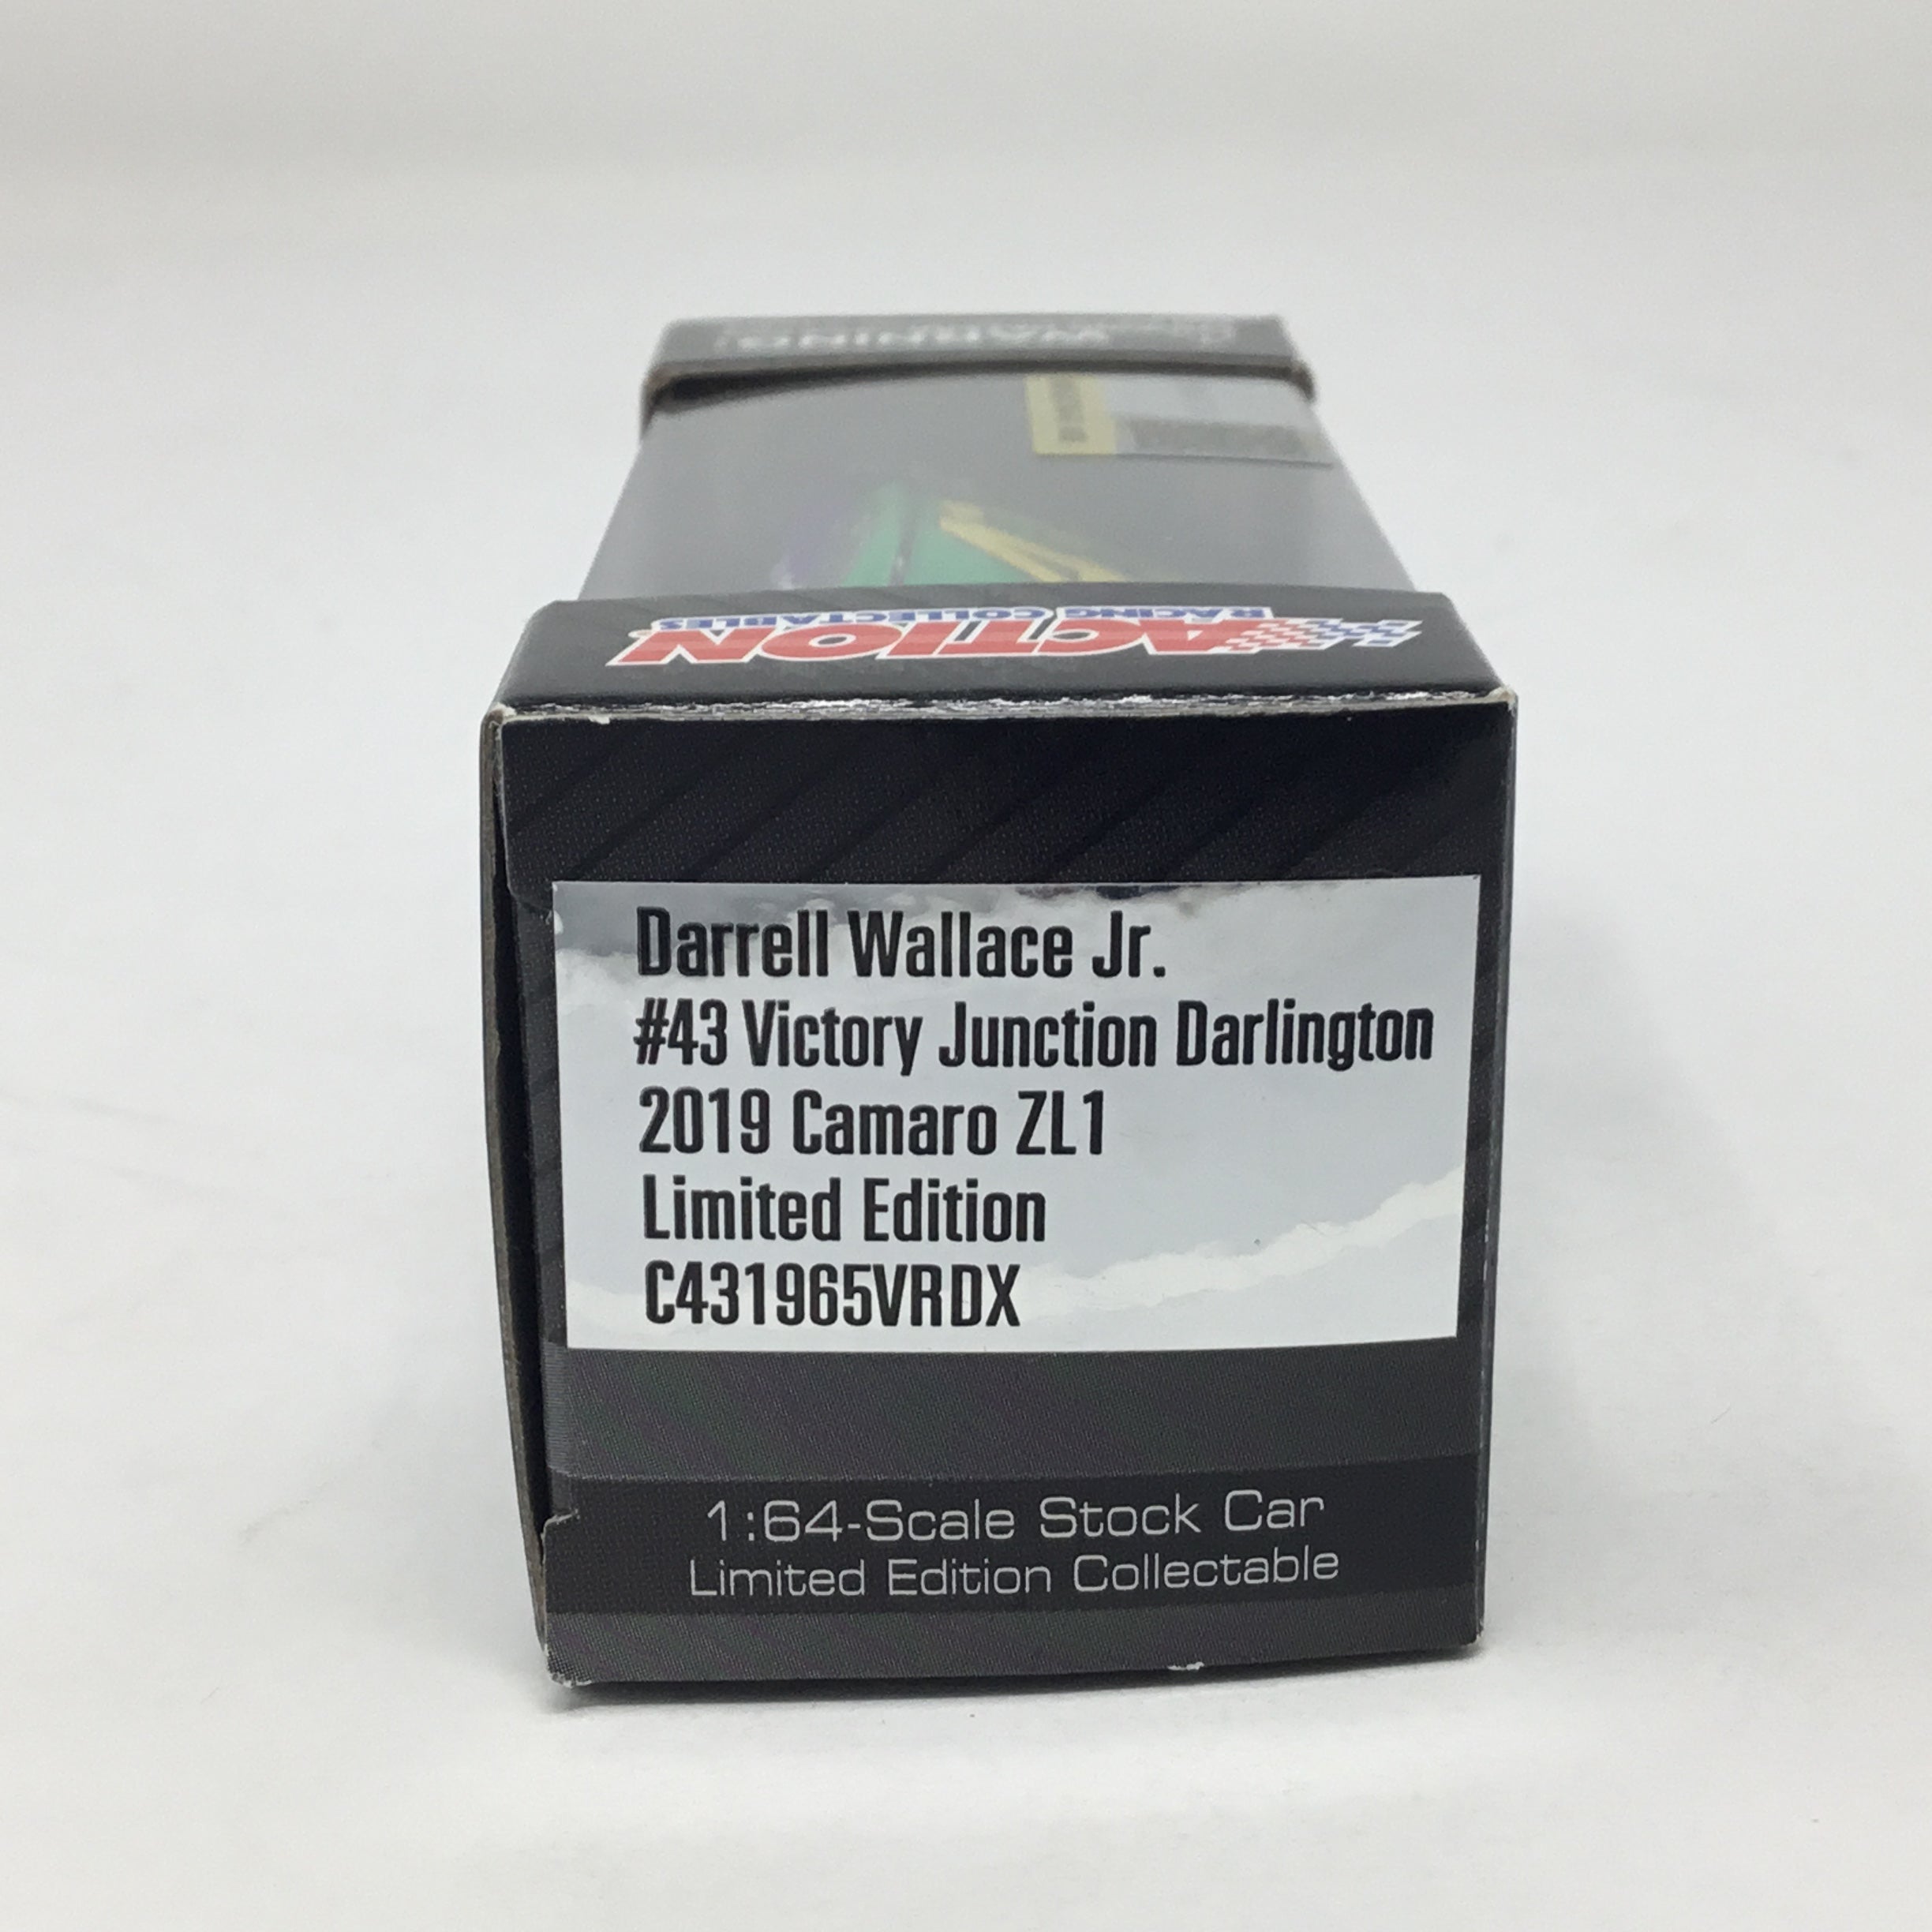 WARNING
ACTION
RACING COLLECTABLES
Darrell Wallace Jr.
#43 Victory Junction Darlington
2019 Camaro ZL1
Limited Edition
C431965VRDX
1:64-Scale Stock Car
Limited Edition Collectable